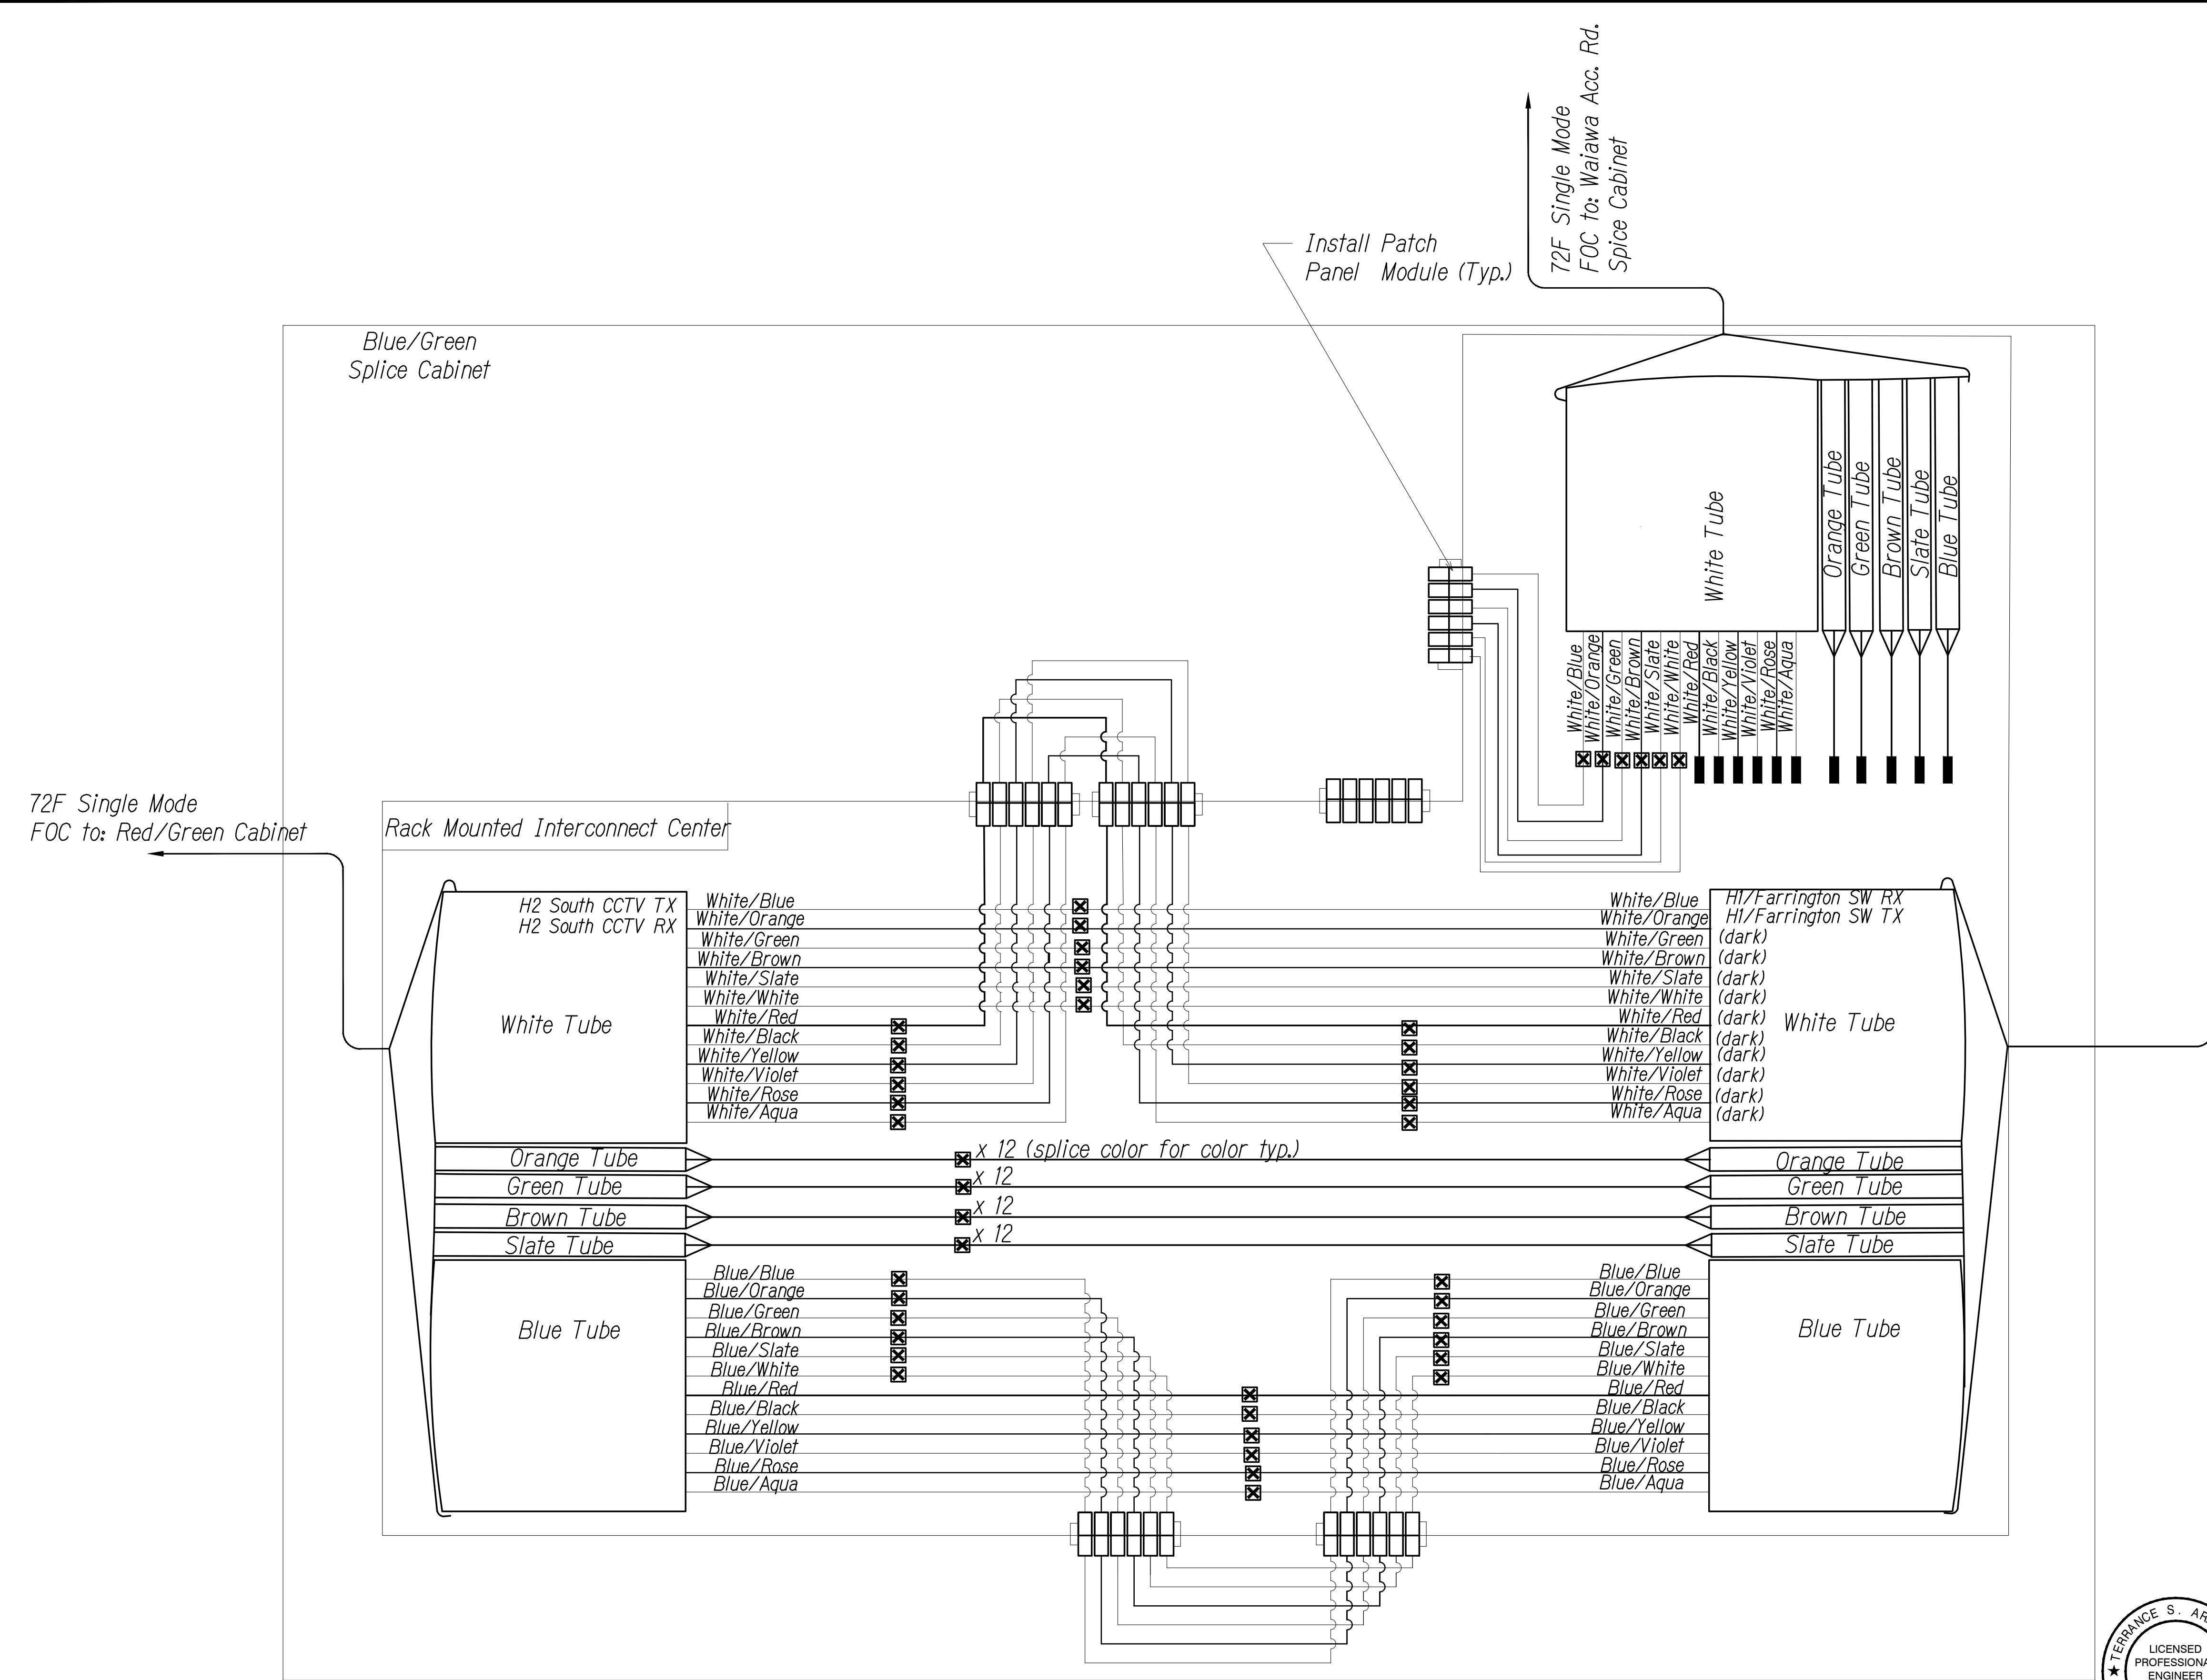 72F Single Mode
FOC to: Waiawa Acc. Rd.
Spice Cabinet
Install Patch
Panel Module (Typ.)
Blue/Green
Splice Cabinet
White Tube
Orange Tube
Green Tube
Brown Tube
Slate Tube
Blue Tube
White/Blue
White/Orange
White/Green
White/Brown
White/Slate
White/White
White/Red
White/Black
White/Yellow
White/Violet
White/Rose
White/Aqua
72F Single Mode
FOC to: Red/Green Cabinet
Rack Mounted Interconnect Center
H2 South CCTV TX
H2 South CCTV RX
White Tube
White/Blue
White/Orange
White/Green
White/Brown
White/Slate
White/White
White/Red
White/Black
White/Yellow
White/Violet
White/Rose
White/Aqua
White/Blue
White/Orange
White/Green
White/Brown
White/Slate
White/White
White/Red
White/Black
White/Yellow
White/Violet
White/Rose
White/Aqua
H1/Farrington SW RX
H1/Farrington SW TX
(dark)
(dark)
(dark)
(dark)
(dark)
(dark)
(dark)
(dark)
(dark)
(dark)
White Tube
Orange Tube
x 12 (splice color for color typ.)
Orange Tube
Green Tube
x 12
Green Tube
Brown Tube
x 12
Brown Tube
Slate Tube
x 12
Slate Tube
Blue Tube
Blue/Blue
Blue/Orange
Blue/Green
Blue/Brown
Blue/Slate
Blue/White
Blue/Red
Blue/Black
Blue/Yellow
Blue/Violet
Blue/Rose
Blue/Aqua
Blue/Blue
Blue/Orange
Blue/Green
Blue/Brown
Blue/Slate
Blue/White
Blue/Red
Blue/Black
Blue/Yellow
Blue/Violet
Blue/Rose
Blue/Aqua
Blue Tube
TERRANCE S.
LICENSED
PROFESSIONAL
ENGINEER